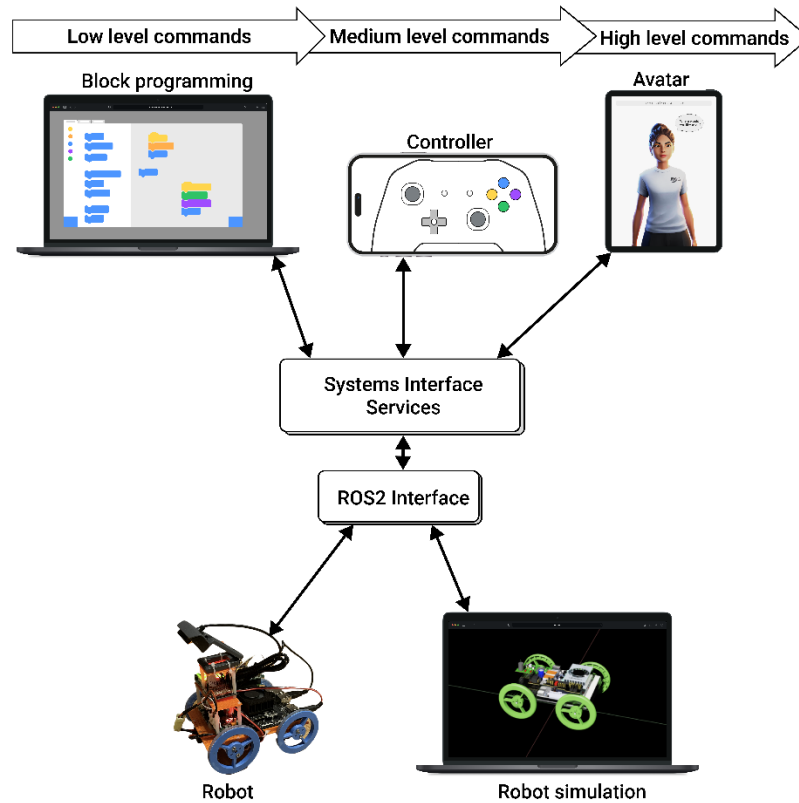 Low level commands
Medium level commands
High level commands
Block programming
Avatar
Controller
Systems Interface
Services
ROS2 Interface
Robot
Robot simulation